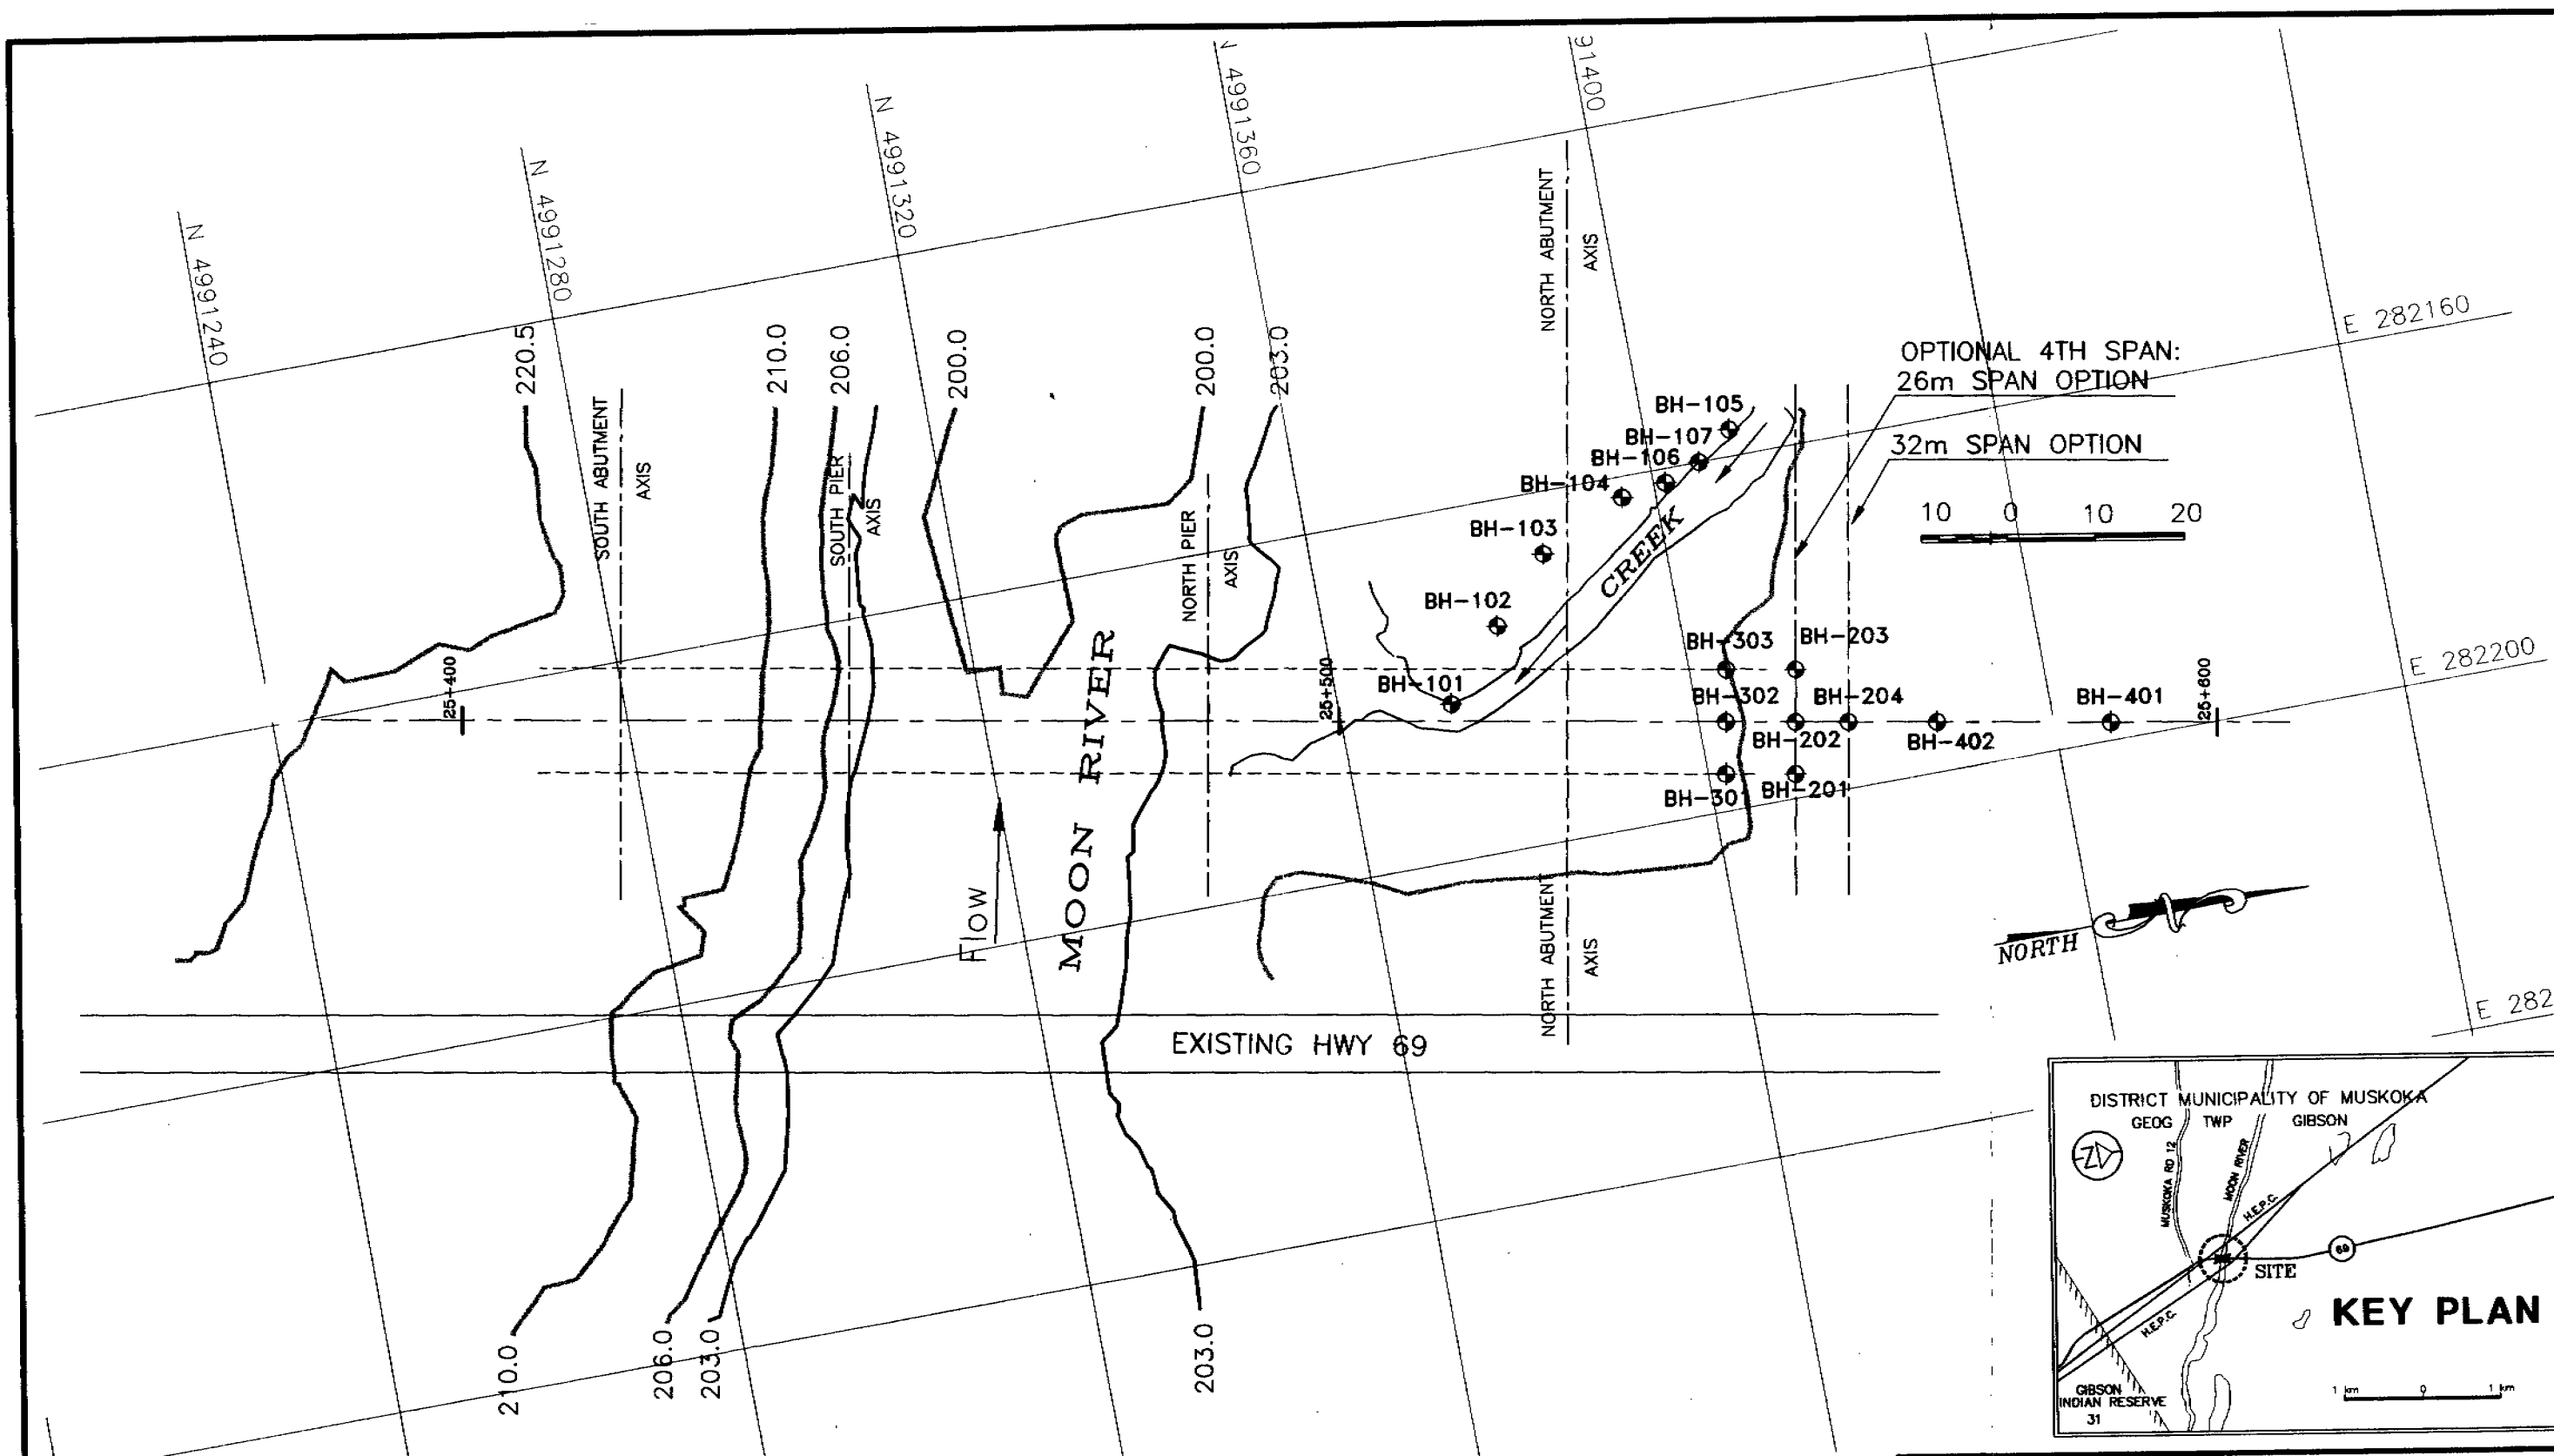 N 4991240
N 4991280
N 4991320
N 4991360
91400
E 282160
E 282200
E 282
220.5
210.0
206.0
200.0
200.0
203.0
SOUTH ABUTMENT
AXIS
SOUTH PIER
AXIS
NORTH PIER
AXIS
NORTH ABUTMENT
AXIS
OPTIONAL 4TH SPAN:
26m SPAN OPTION
32m SPAN OPTION
10 0 10 20
BH-105
BH-107
BH-106
BH-104
BH-103
BH-102
BH-101
CREEK
BH-303
BH-203
BH-302
BH-204
BH-202
BH-402
BH-401
BH-301
BH-201
25+400
25+500
25+600
MOON RIVER
Flow
NORTH ABUTMENT
AXIS
NORTH
EXISTING HWY 69
210.0
206.0
203.0
203.0
DISTRICT MUNICIPALITY OF MUSKOKA
GEOG TWP GIBSON
N
MUSKOKA RD 12
MOON RIVER
H.E.P.C.
69
SITE
H.E.P.C.
KEY PLAN
GIBSON
INDIAN RESERVE
31
1 km 0 1 km